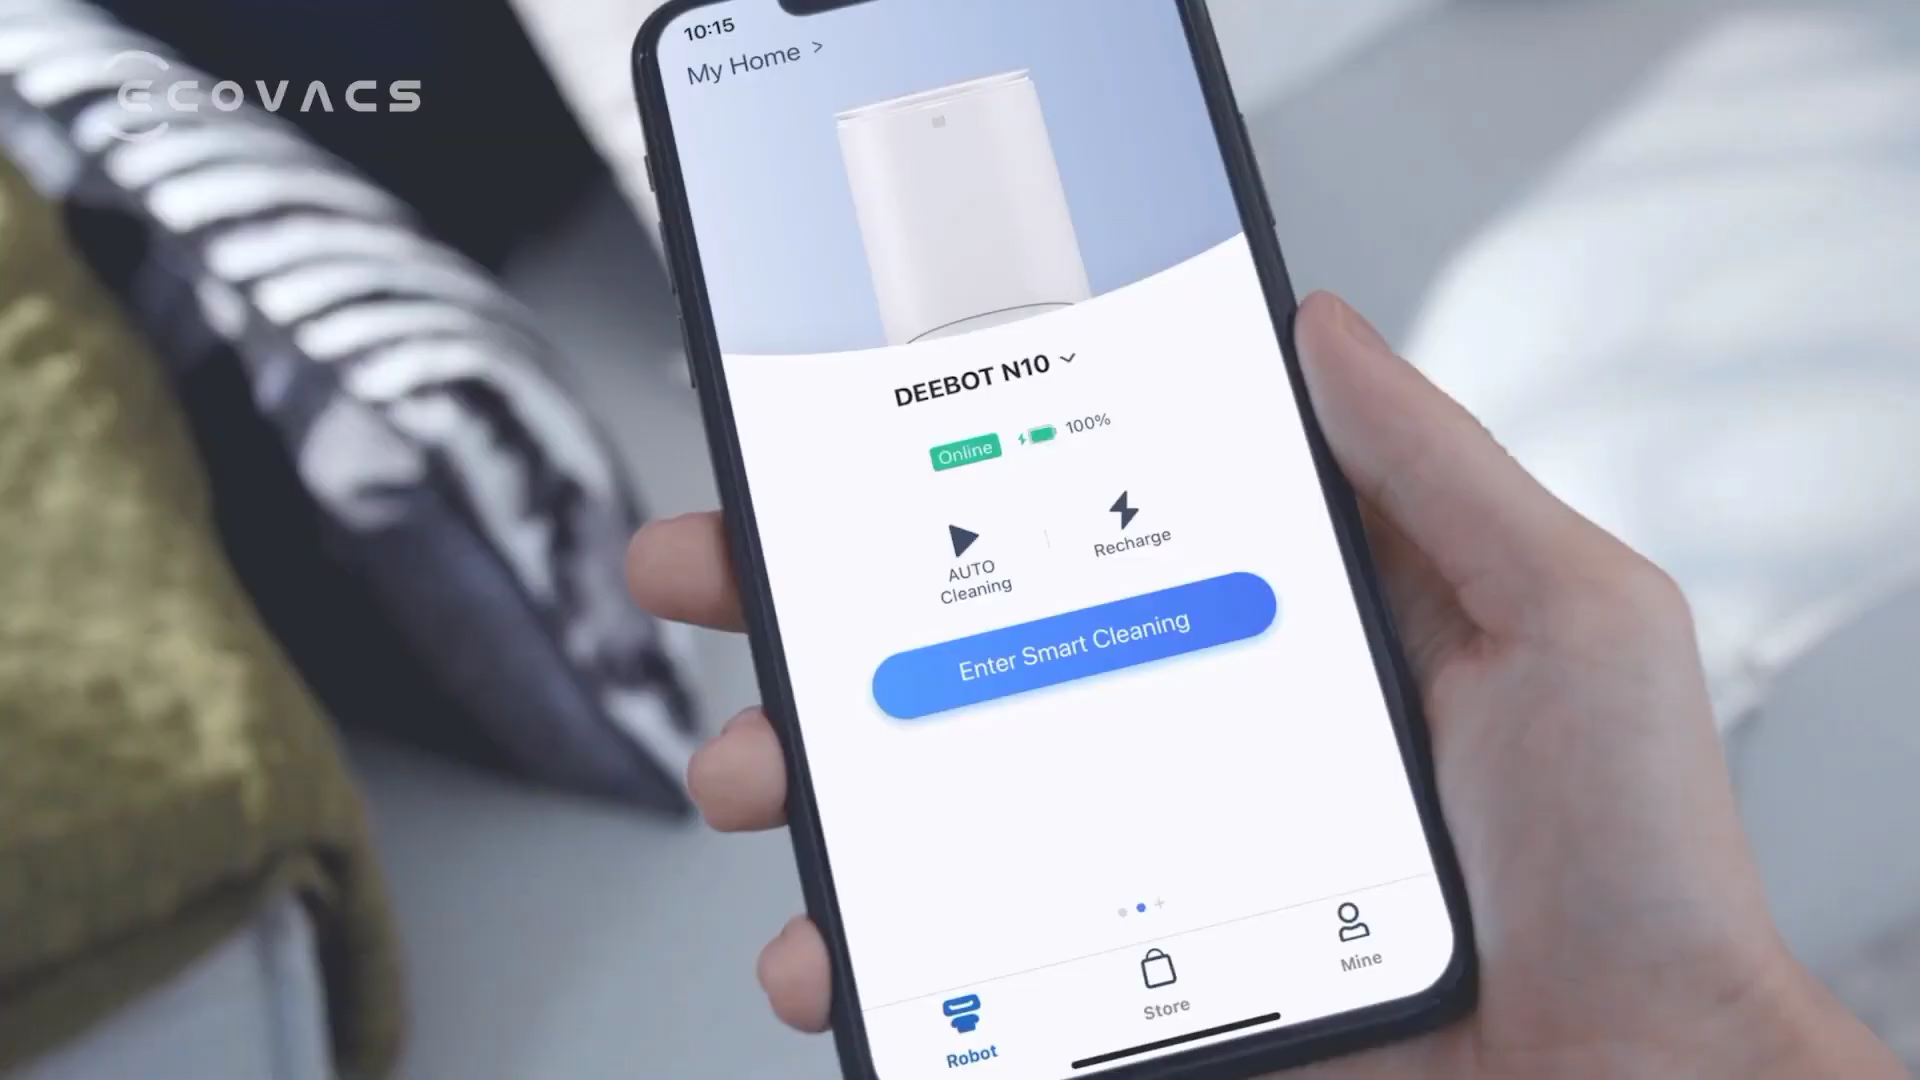 ECOVACS
10:15
My Home >
DEEBOT N10
Online 100%
AUTO
Cleaning
Recharge
Enter Smart Cleaning
Robot
Store
Mine